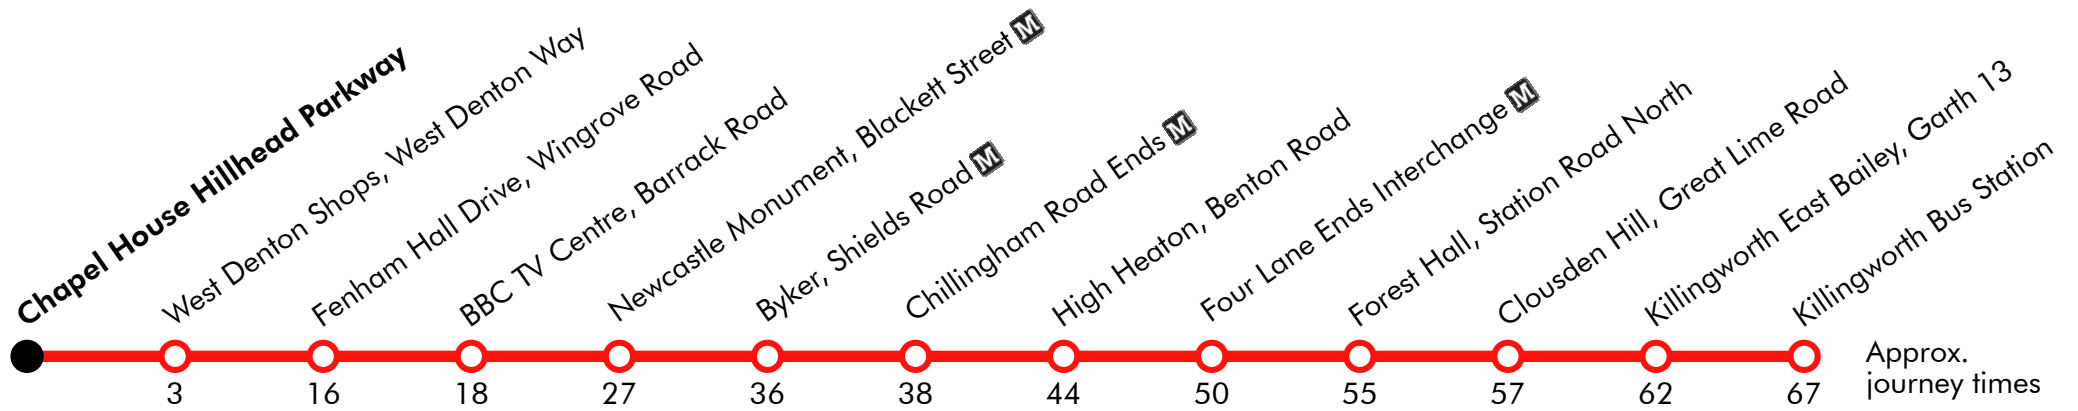 Chapel House Hillhead Parkway
West Denton Shops, West Denton Way
Fenham Hall Drive, Wingrove Road
BBC TV Centre, Barrack Road
Newcastle Monument, Blackett Street M
Byker, Shields Road M
Chillingham Road Ends M
High Heaton, Benton Road
Four Lane Ends Interchange M
Forest Hall, Station Road North
Clousden Hill, Great Lime Road
Killingworth East Bailey, Garth 13
Killingworth Bus Station
3 16 18 27 36 38 44 50 55 57 62 67
Approx.
journey times